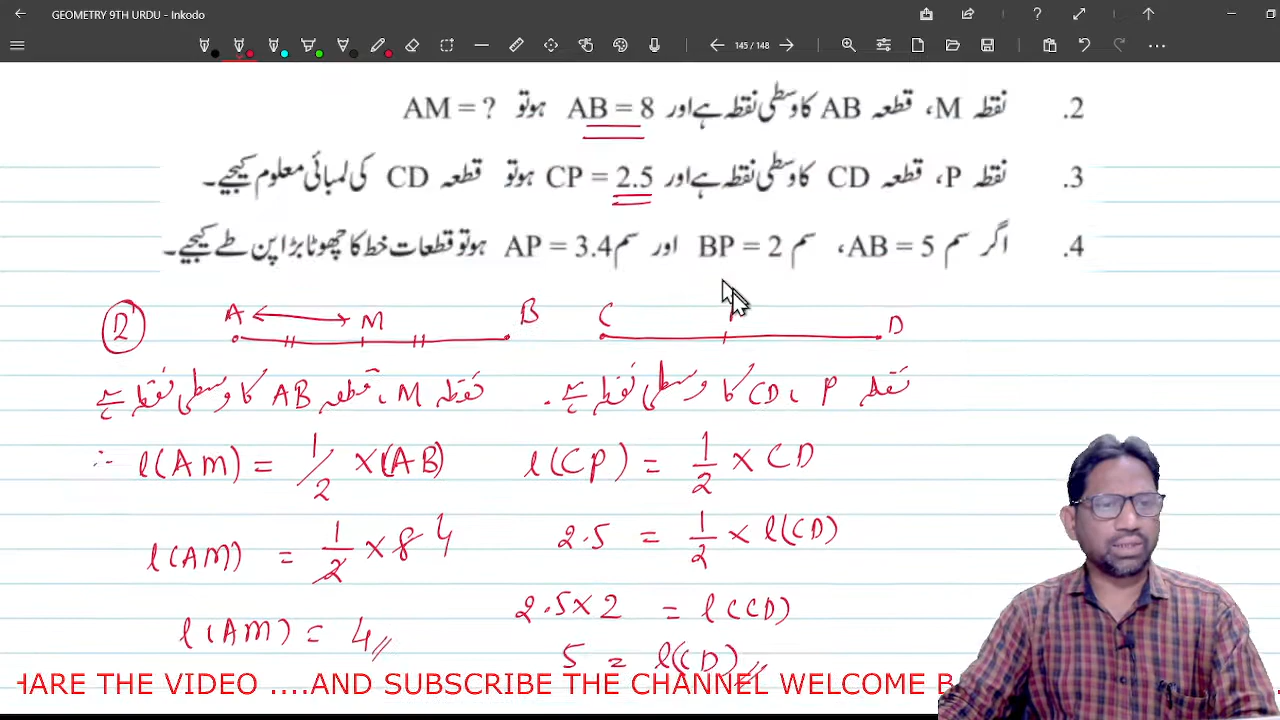 GEOMETRY 9TH URDU - Inkodo
145 / 148
2. نقطہ M، قطعہ AB کا وسطی نقطہ ہے اور AB = 8 ہو تو AM = ?
3. نقطہ P، قطعہ CD کا وسطی نقطہ ہے اور CP = 2.5 ہو تو قطعہ CD کی لمبائی معلوم کیجیے۔
4. اگر سم AB = 5، سم BP = 2 اور سم AP = 3.4 ہو تو قطعات خط کا چھوٹا بڑا پن طے کیجیے۔
A M B
C D
نقطہ M، قطعہ AB کا وسطی نقطہ ہے
نقطہ P، CD کا وسطی نقطہ ہے.
∴ l(AM) = 1/2 × l(AB)
l(CP) = 1/2 × CD
l(AM) = 1/2 × 8 4
2.5 = 1/2 × l(CD)
2.5 × 2 = l(CD)
l(AM) = 4//
5 = l(CD)//
HARE THE VIDEO ....AND SUBSCRIBE THE CHANNEL WELCOME